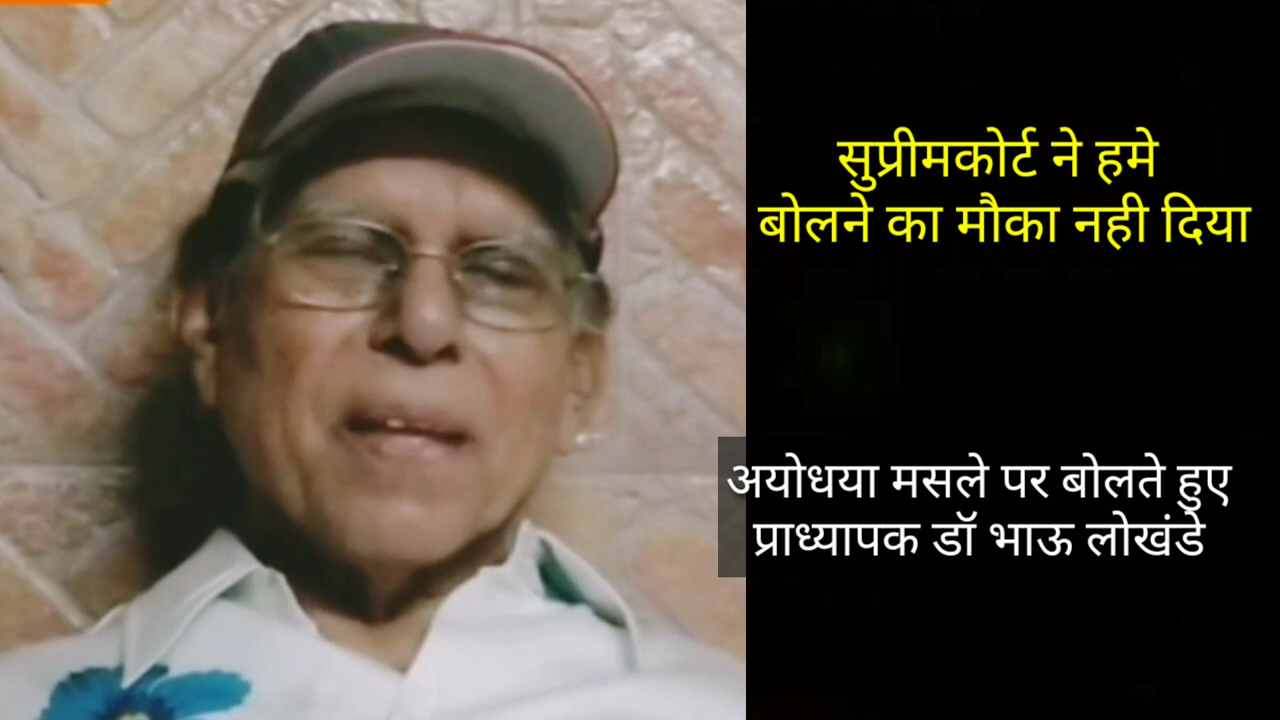 सुप्रीमकोर्ट ने हमे
बोलने का मौका नही दिया
अयोधया मसले पर बोलते हुए
प्राध्यापक डॉ भाऊ लोखंडे